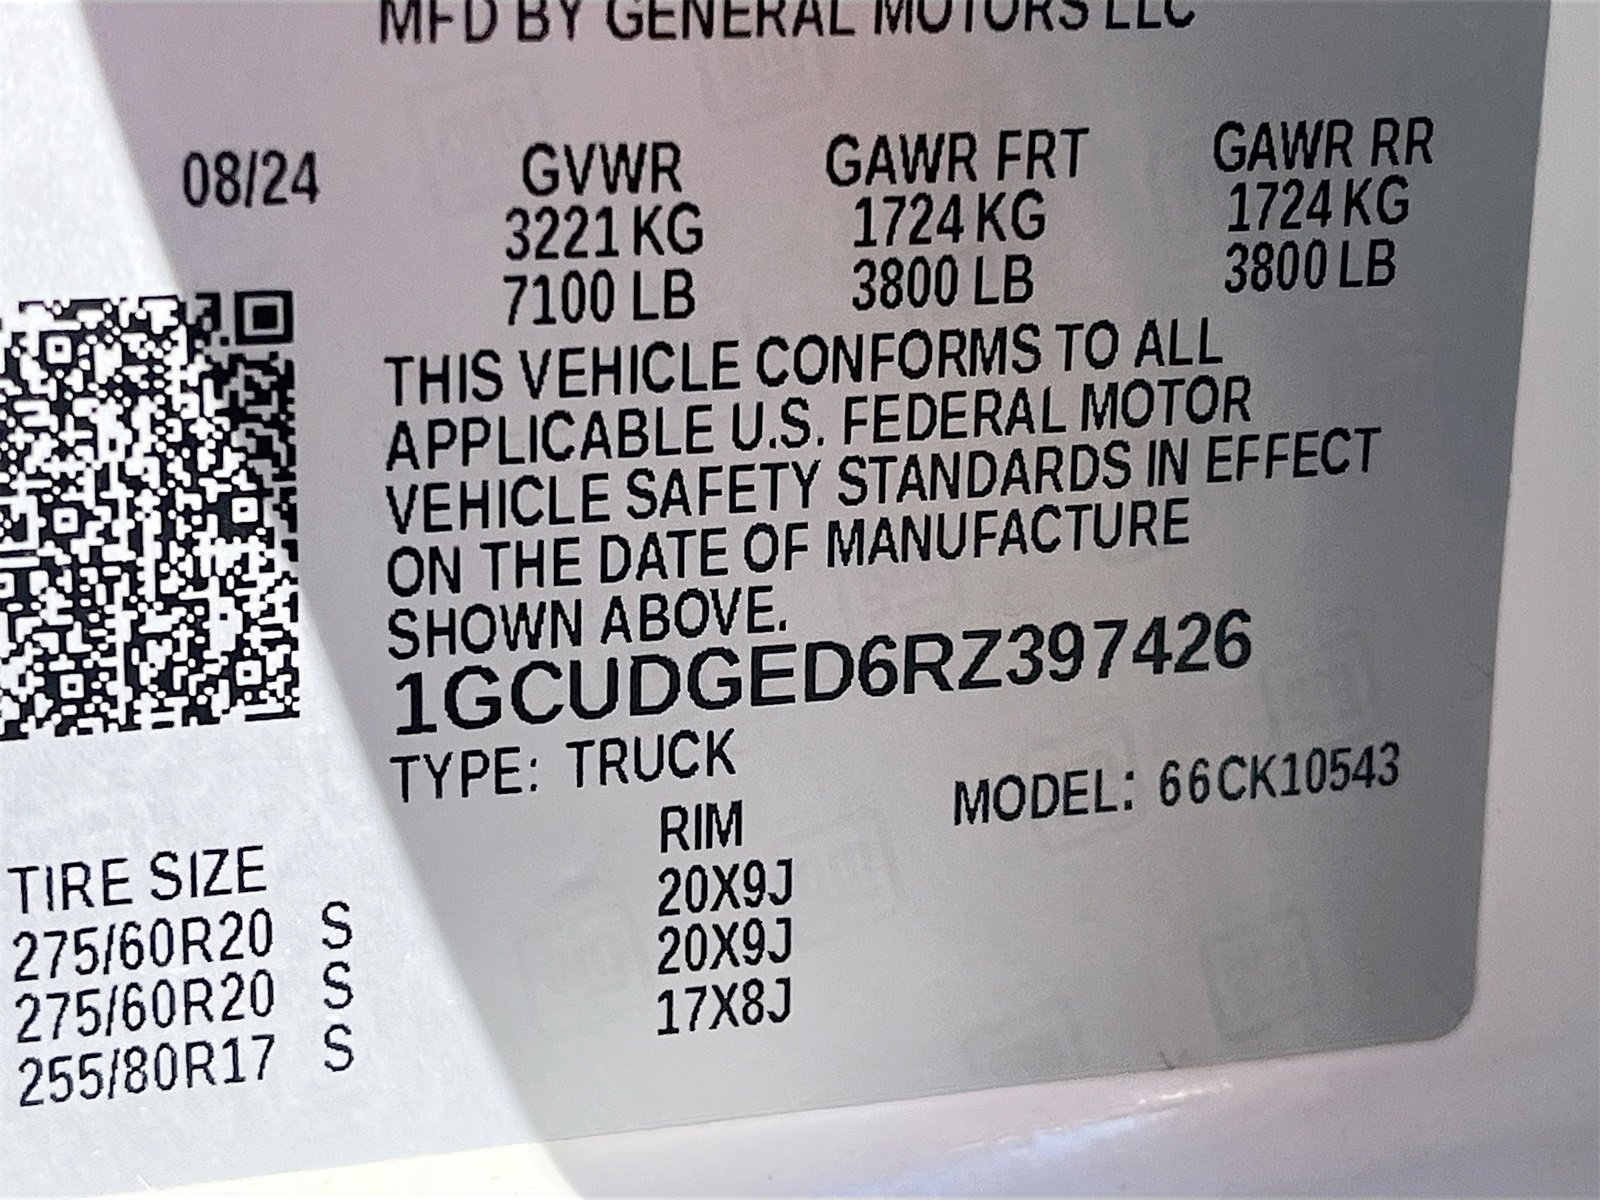 MFD BY GENERAL MOTORS LLC
08/24 GVWR GAWR FRT GAWR RR
3221 KG 1724 KG 1724 KG
7100 LB 3800 LB 3800 LB
THIS VEHICLE CONFORMS TO ALL
APPLICABLE U.S. FEDERAL MOTOR
VEHICLE SAFETY STANDARDS IN EFFECT
ON THE DATE OF MANUFACTURE
SHOWN ABOVE.
1GCUDGED6RZ397426
TYPE: TRUCK MODEL: 66CK10543
TIRE SIZE RIM
275/60R20 S 20X9J
275/60R20 S 20X9J
255/80R17 S 17X8J